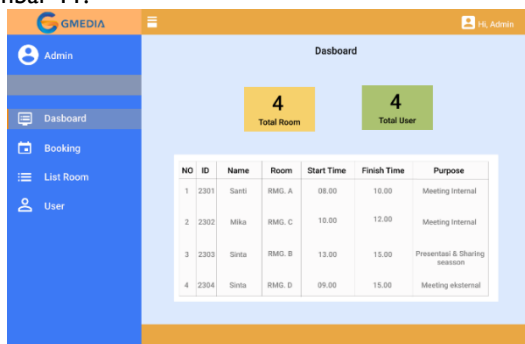 GMEDIA
Hi, Admin
Admin
Dasboard
Booking
List Room
User
Dasboard
4
Total Room
4
Total User
NO ID Name Room Start Time Finish Time Purpose
1 2301 Santi RMG. A 08.00 10.00 Meeting Internal
2 2302 Mika RMG. C 10.00 12.00 Meeting Internal
3 2303 Sinta RMG. B 13.00 15.00 Presentasi & Sharing
seasson
4 2304 Sinta RMG. D 09.00 15.00 Meeting eksternal